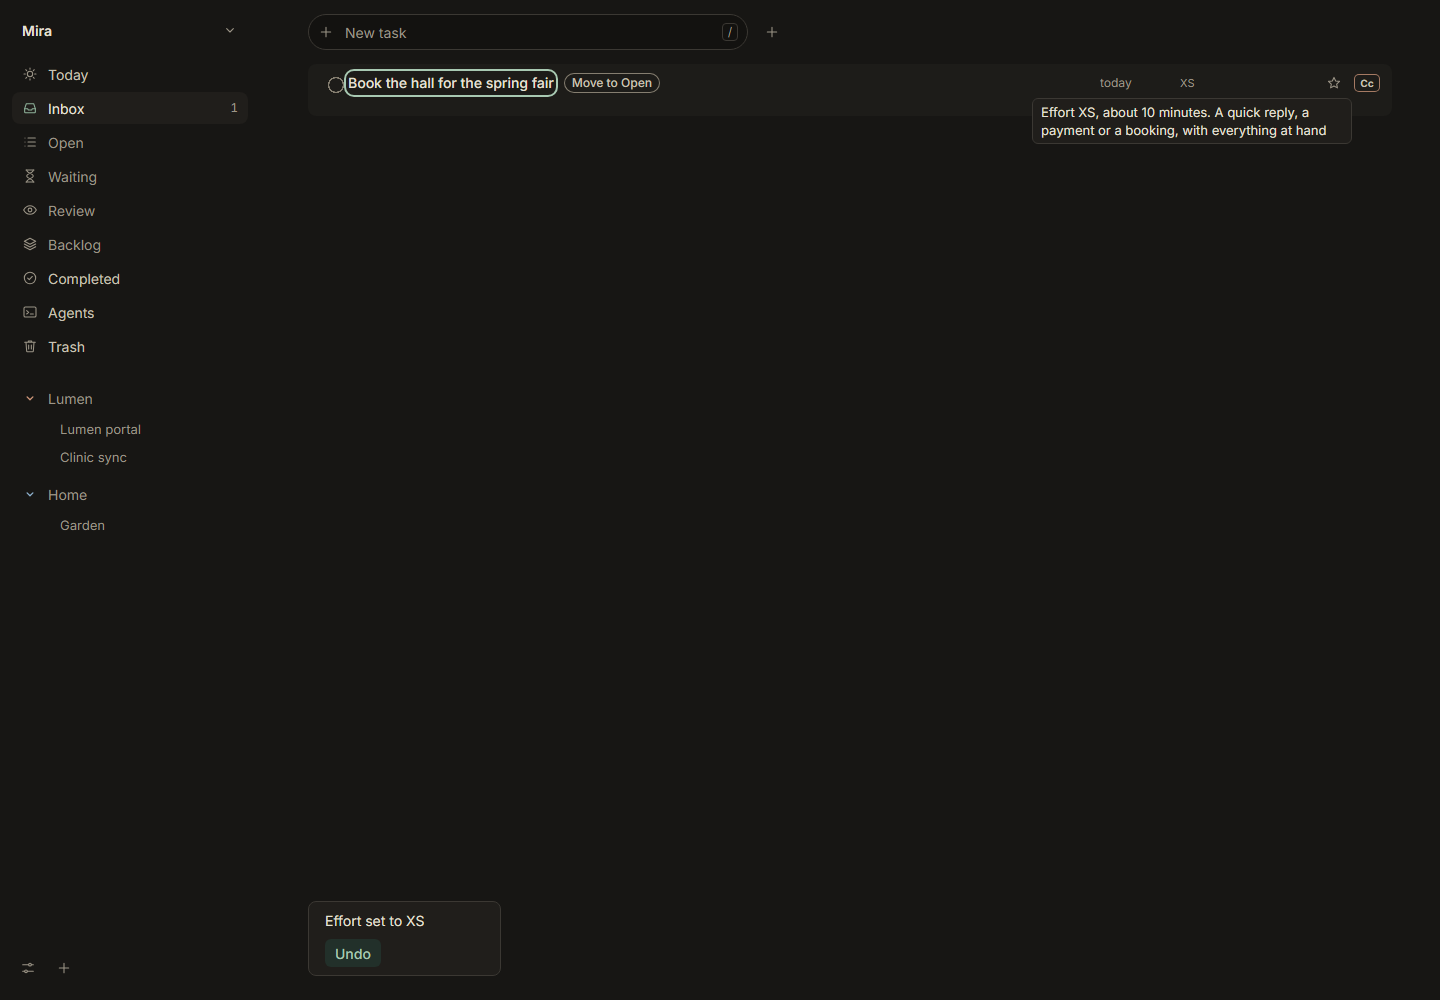 Mira
Today
Inbox 1
Open
Waiting
Review
Backlog
Completed
Agents
Trash
Lumen
Lumen portal
Clinic sync
Home
Garden
New task /
Book the hall for the spring fair Move to Open today XS Cc
Effort XS, about 10 minutes. A quick reply, a
payment or a booking, with everything at hand
Effort set to XS
Undo